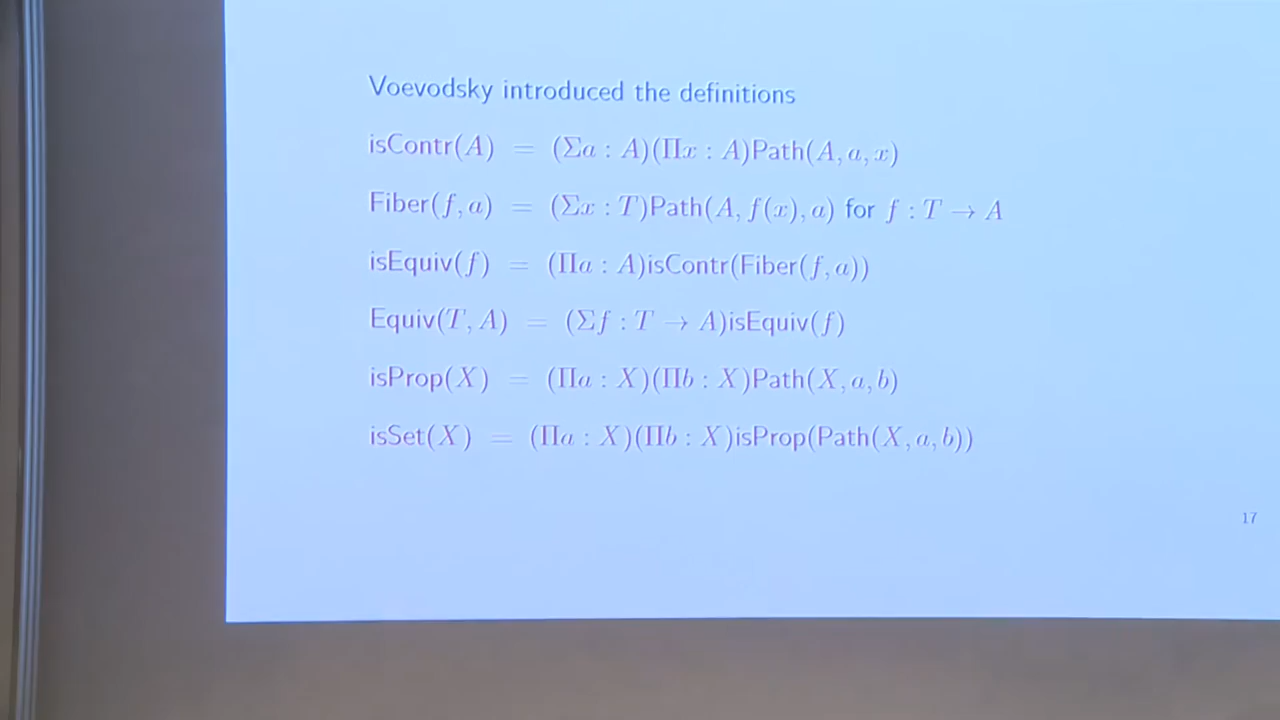 Voevodsky introduced the definitions
isContr(A) = (Σa : A)(Πx : A)Path(A, a, x)
Fiber(f, a) = (Σx : T)Path(A, f(x), a) for f : T → A
isEquiv(f) = (Πa : A)isContr(Fiber(f, a))
Equiv(T, A) = (Σf : T → A)isEquiv(f)
isProp(X) = (Πa : X)(Πb : X)Path(X, a, b)
isSet(X) = (Πa : X)(Πb : X)isProp(Path(X, a, b))
17